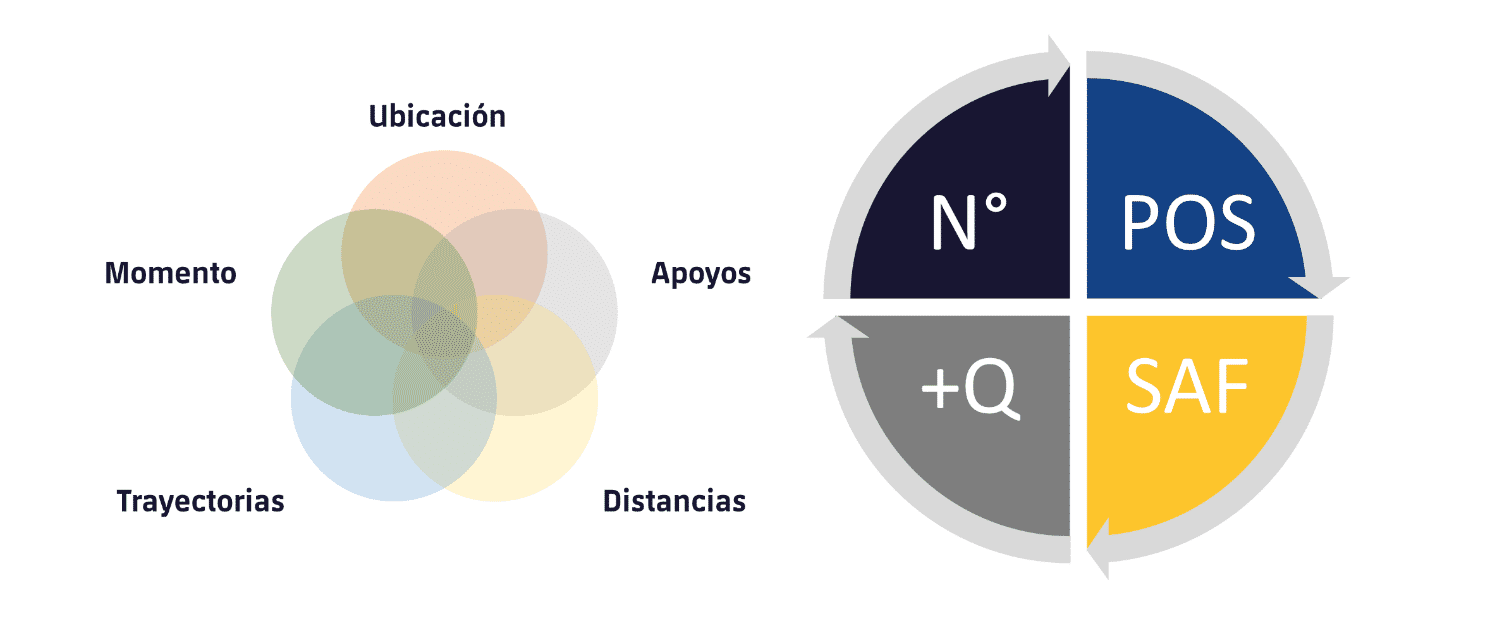 Ubicación
Momento
Apoyos
Trayectorias
Distancias
N°
POS
+Q
SAF